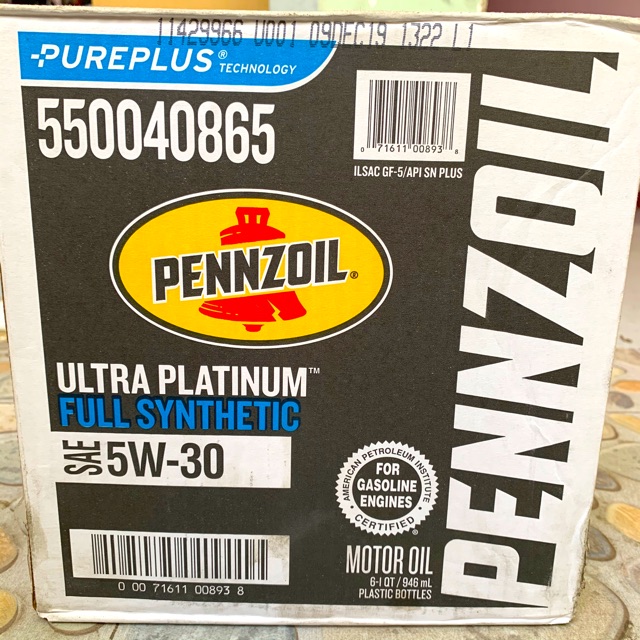 11429966 U001 09DEC19 1322 L1
PUREPLUS® TECHNOLOGY
550040865
0 71611 00893 8
ILSAC GF-5/API SN PLUS
PENNZOIL®
ULTRA PLATINUM™
FULL SYNTHETIC
SAE 5W-30
AMERICAN PETROLEUM INSTITUTE
FOR
GASOLINE
ENGINES
CERTIFIED®
0 00 71611 00893 8
MOTOR OIL
6-1 QT / 946 mL
PLASTIC BOTTLES
PENNZOIL